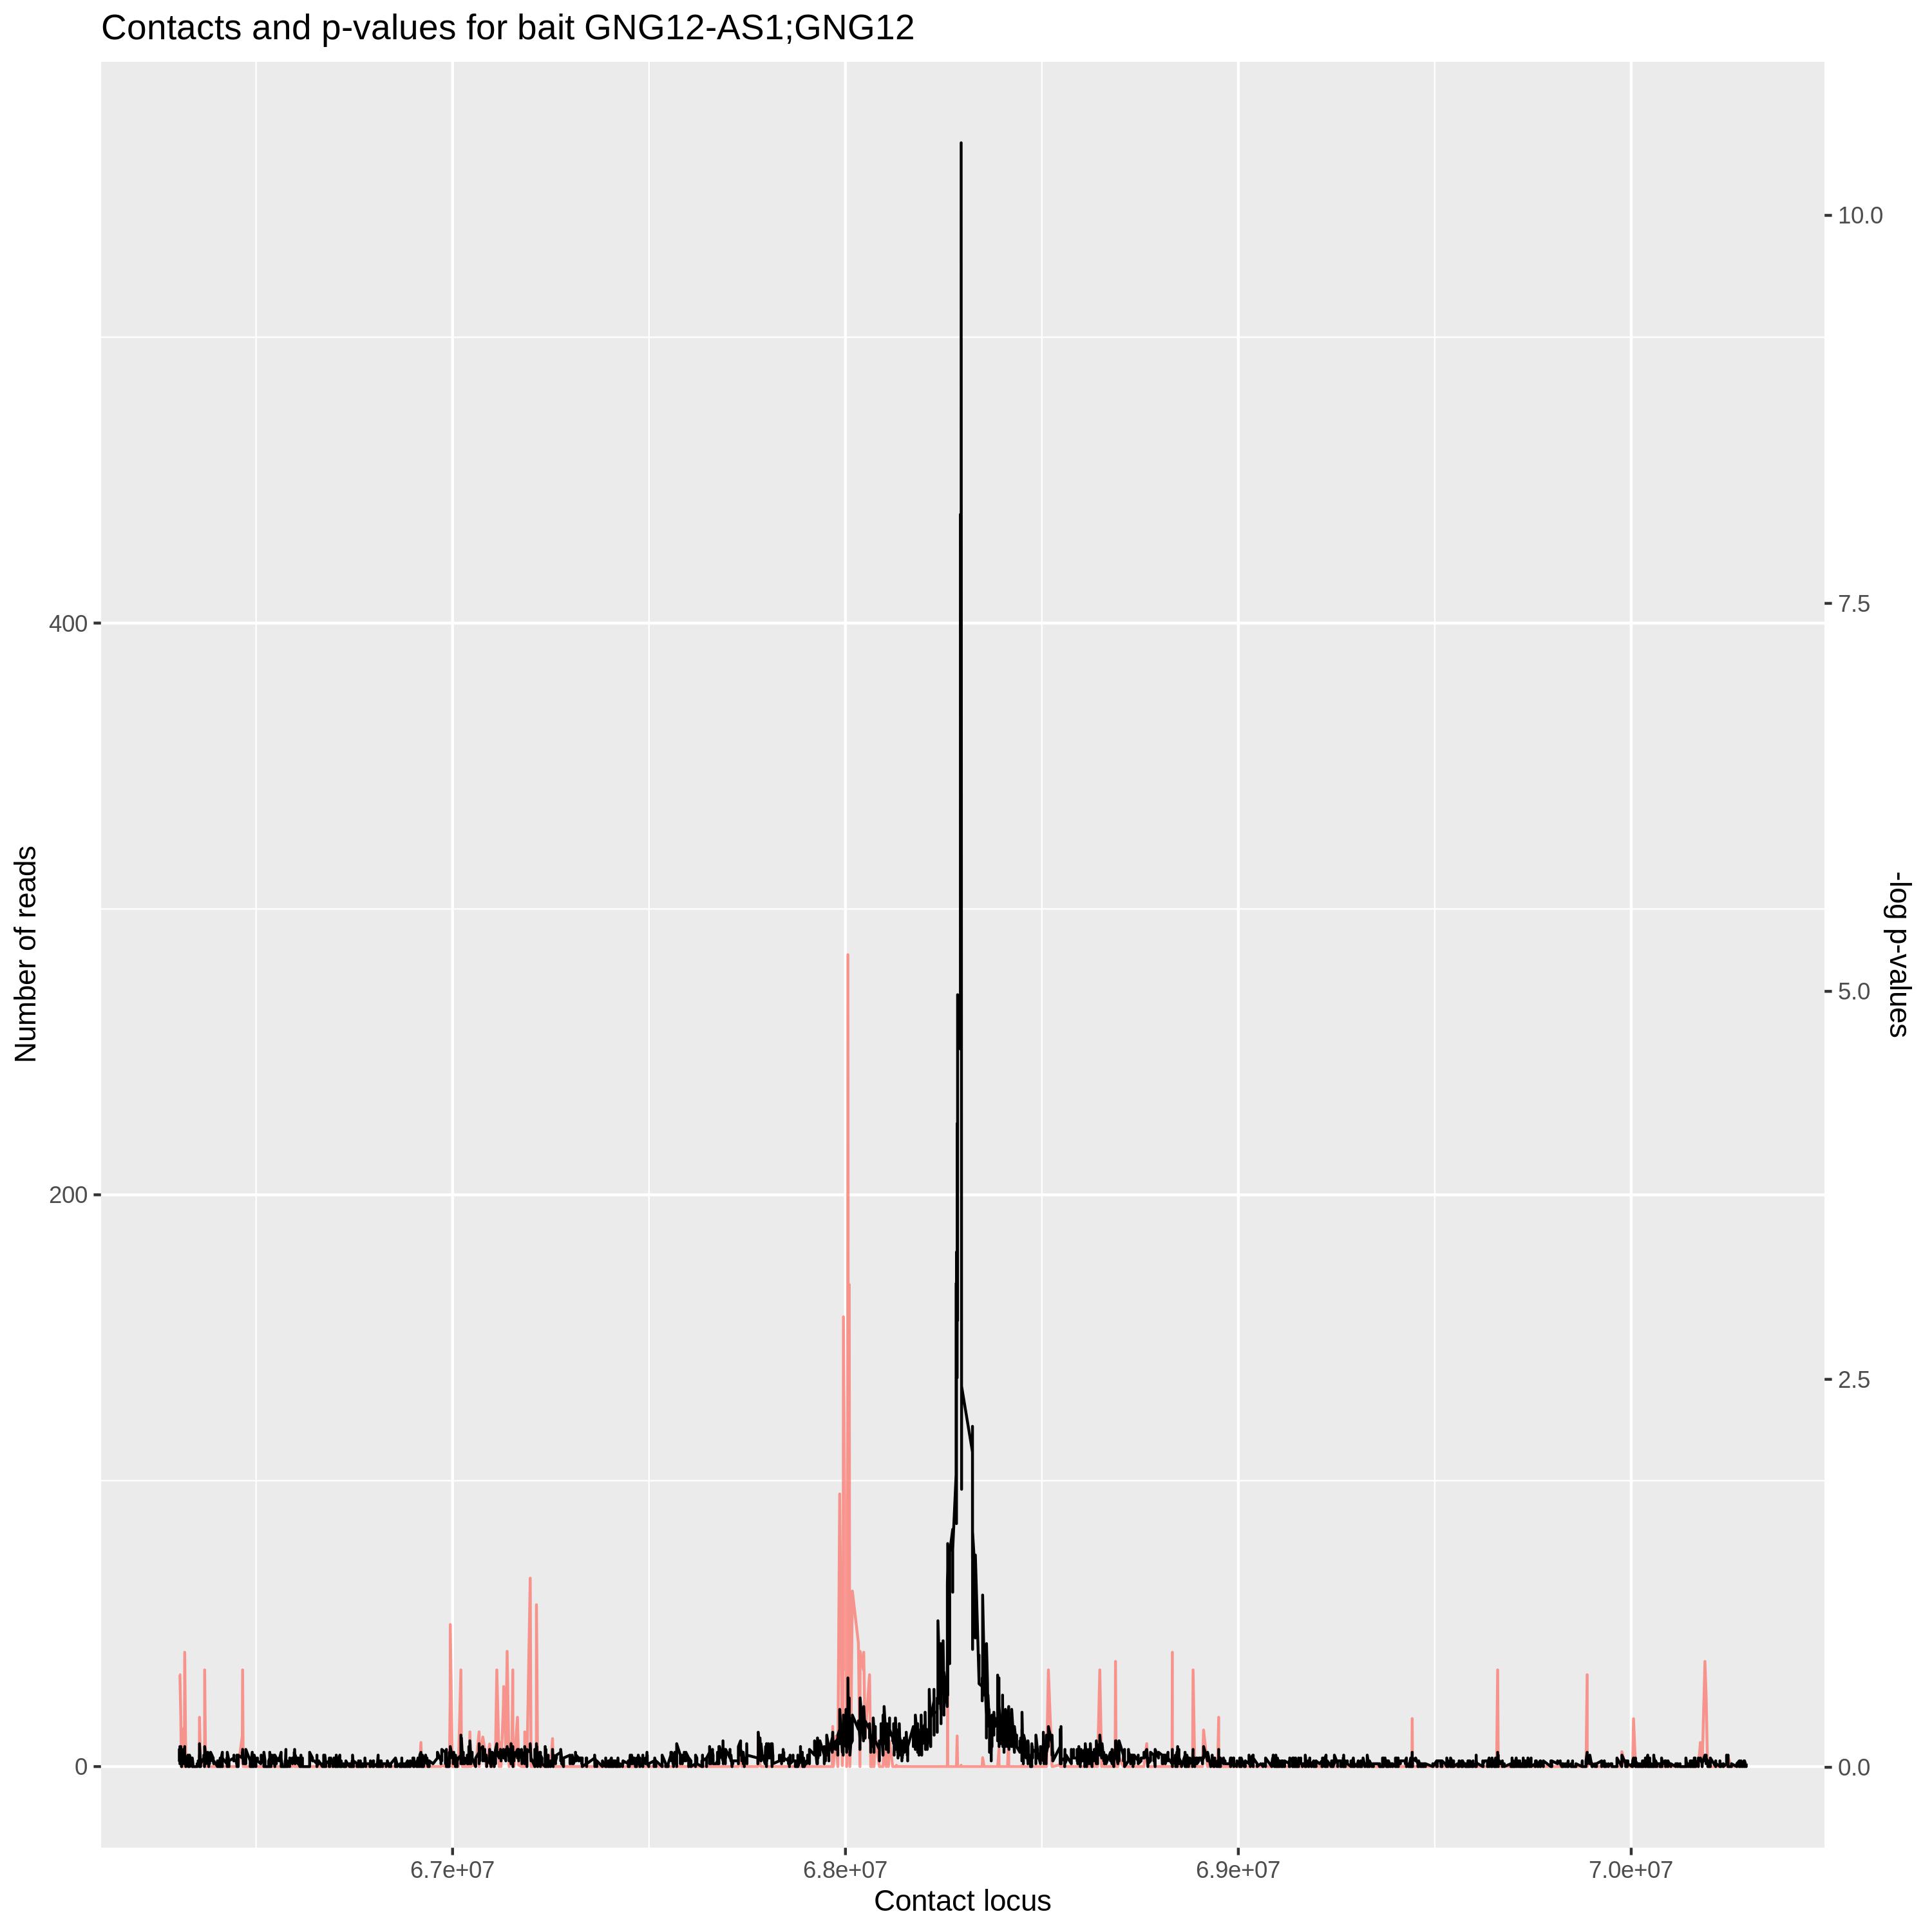 Contacts and p-values for bait GNG12-AS1;GNG12
10.0
400
7.5
Number of reads
-log p-values
5.0
200
2.5
0
0.0
6.7e+07
6.8e+07
6.9e+07
7.0e+07
Contact locus